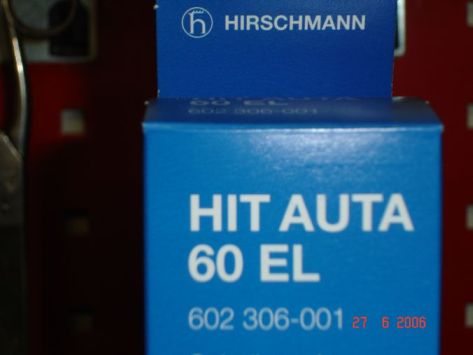 h HIRSCHMANN
60 EL
602 306-001
HIT AUTA
60 EL
602 306-001 27 6 2006